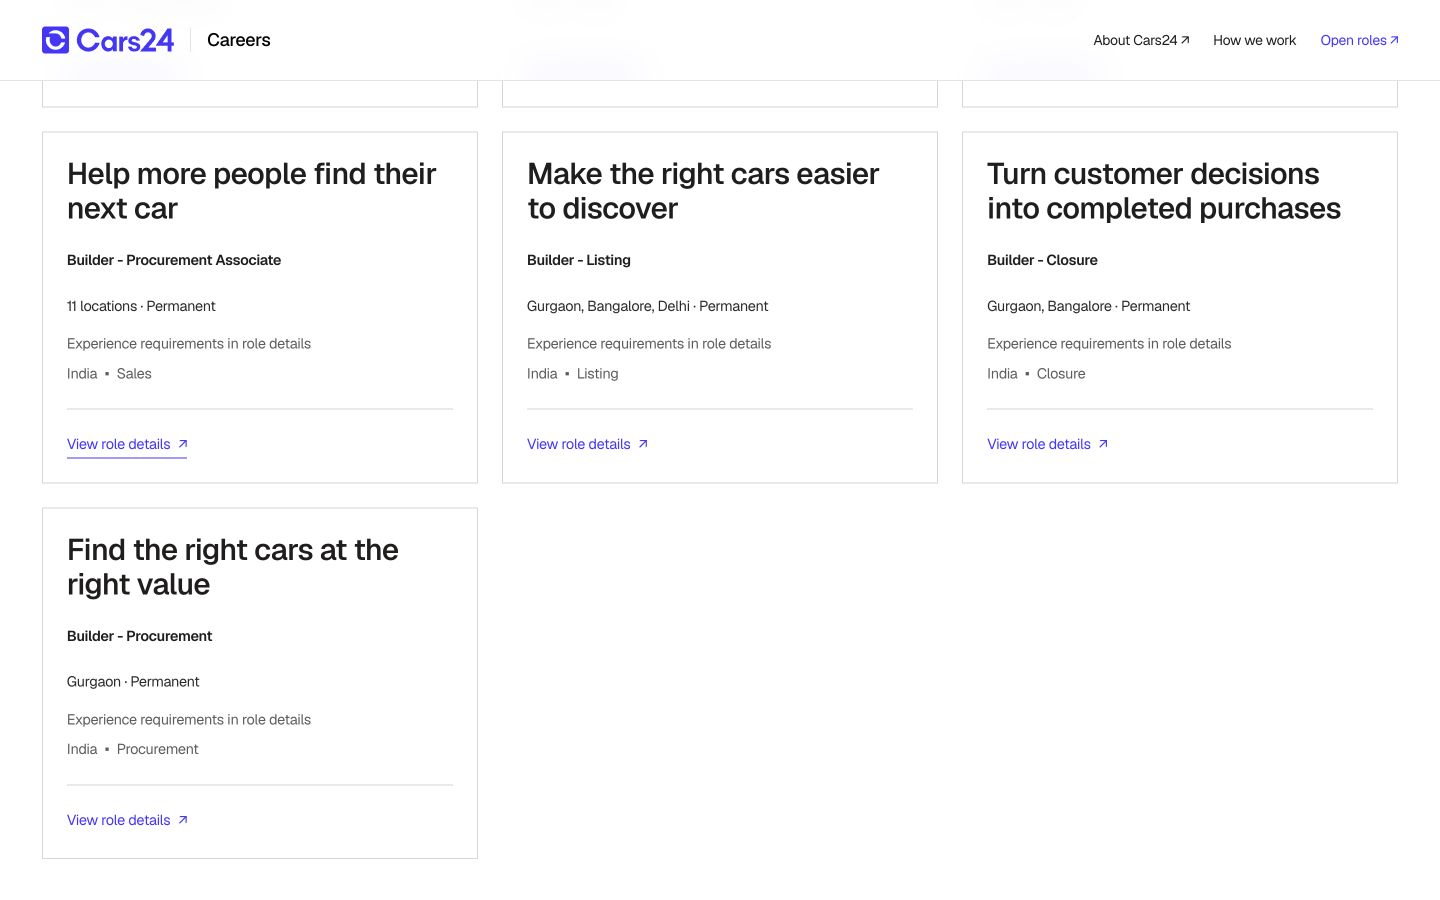 Cars24
Careers
About Cars24
How we work
Open roles
Help more people find their
next car
Builder - Procurement Associate
11 locations · Permanent
Experience requirements in role details
India ▪ Sales
View role details
Make the right cars easier
to discover
Builder - Listing
Gurgaon, Bangalore, Delhi · Permanent
Experience requirements in role details
India ▪ Listing
View role details
Turn customer decisions
into completed purchases
Builder - Closure
Gurgaon, Bangalore · Permanent
Experience requirements in role details
India ▪ Closure
View role details
Find the right cars at the
right value
Builder - Procurement
Gurgaon · Permanent
Experience requirements in role details
India ▪ Procurement
View role details